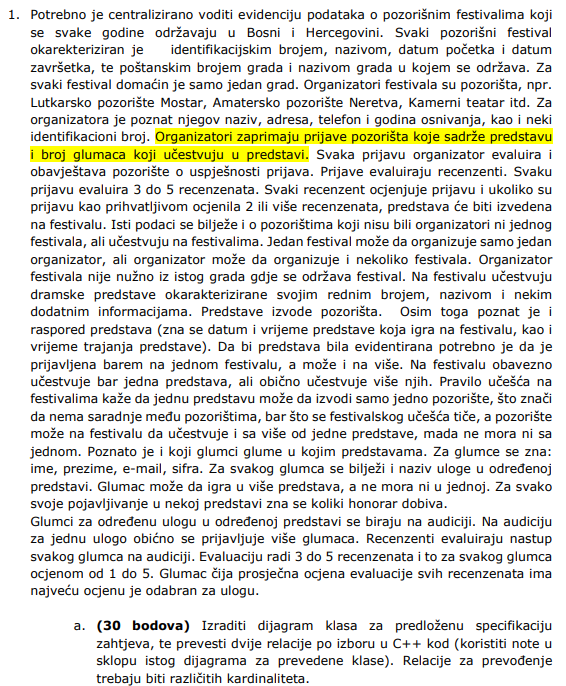 1. Potrebno je centralizirano voditi evidenciju podataka o pozorišnim festivalima koji
se svake godine održavaju u Bosni i Hercegovini. Svaki pozorišni festival
okarekteriziran je identifikacijskim brojem, nazivom, datum početka i datum
završetka, te poštanskim brojem grada i nazivom grada u kojem se održava. Za
svaki festival domaćin je samo jedan grad. Organizatori festivala su pozorišta, npr.
Lutkarsko pozorište Mostar, Amatersko pozorište Neretva, Kamerni teatar itd. Za
organizatora je poznat njegov naziv, adresa, telefon i godina osnivanja, kao i neki
identifikacioni broj. Organizatori zaprimaju prijave pozorišta koje sadrže predstavu
i broj glumaca koji učestvuju u predstavi. Svaka prijavu organizator evaluira i
obavještava pozorište o uspješnosti prijava. Prijave evaluiraju recenzenti. Svaku
prijavu evaluira 3 do 5 recenzenata. Svaki recenzent ocjenjuje prijavu i ukoliko su
prijavu kao prihvatljivom ocjenila 2 ili više recenzenata, predstava će biti izvedena
na festivalu. Isti podaci se bilježe i o pozorištima koji nisu bili organizatori ni jednog
festivala, ali učestvuju na festivalima. Jedan festival može da organizuje samo jedan
organizator, ali organizator može da organizuje i nekoliko festivala. Organizator
festivala nije nužno iz istog grada gdje se održava festival. Na festivalu učestvuju
dramske predstave okarakterizirane svojim rednim brojem, nazivom i nekim
dodatnim informacijama. Predstave izvode pozorišta. Osim toga poznat je i
raspored predstava (zna se datum i vrijeme predstave koja igra na festivalu, kao i
vrijeme trajanja predstave). Da bi predstava bila evidentirana potrebno je da je
prijavljena barem na jednom festivalu, a može i na više. Na festivalu obavezno
učestvuje bar jedna predstava, ali obično učestvuje više njih. Pravilo učešća na
festivalima kaže da jednu predstavu može da izvodi samo jedno pozorište, što znači
da nema saradnje među pozorištima, bar što se festivalskog učešća tiče, a pozorište
može na festivalu da učestvuje i sa više od jedne predstave, mada ne mora ni sa
jednom. Poznato je i koji glumci glume u kojim predstavama. Za glumce se zna:
ime, prezime, e-mail, sifra. Za svakog glumca se bilježi i naziv uloge u određenoj
predstavi. Glumac može da igra u više predstava, a ne mora ni u jednoj. Za svako
svoje pojavljivanje u nekoj predstavi zna se koliki honorar dobiva.
Glumci za određenu ulogu u određenoj predstavi se biraju na audiciji. Na audiciju
za jednu ulogo obićno se prijavljuje više glumaca. Recenzenti evaluiraju nastup
svakog glumca na audiciji. Evaluaciju radi 3 do 5 recenzenata i to za svakog glumca
ocjenom od 1 do 5. Glumac čija prosječna ocjena evaluacije svih recenzenata ima
najveću ocjenu je odabran za ulogu.
a. (30 bodova) Izraditi dijagram klasa za predloženu specifikaciju
zahtjeva, te prevesti dvije relacije po izboru u C++ kod (koristiti note u
sklopu istog dijagrama za prevedene klase). Relacije za prevođenje
trebaju biti različitih kardinaliteta.